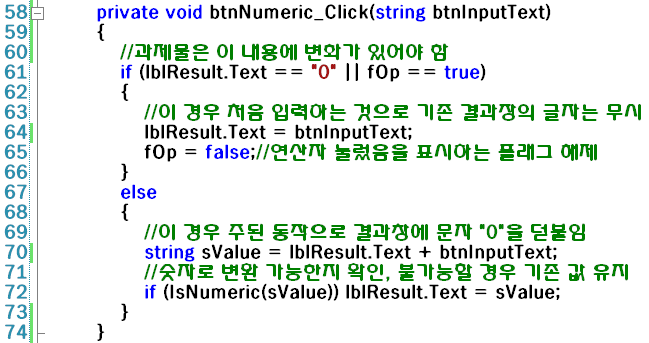 58 private void btnNumeric_Click(string btnInputText)
59 {
60 //과제물은 이 내용에 변화가 있어야 함
61 if (lblResult.Text == "0" || fOp == true)
62 {
63 //이 경우 처음 입력하는 것으로 기존 결과창의 글자는 무시
64 lblResult.Text = btnInputText;
65 fOp = false;//연산자 눌렀음을 표시하는 플래그 해제
66 }
67 else
68 {
69 //이 경우 주된 동작으로 결과창에 문자 "0"을 덧붙임
70 string sValue = lblResult.Text + btnInputText;
71 //숫자로 변환 가능한지 확인, 불가능할 경우 기존 값 유지
72 if (IsNumeric(sValue)) lblResult.Text = sValue;
73 }
74 }